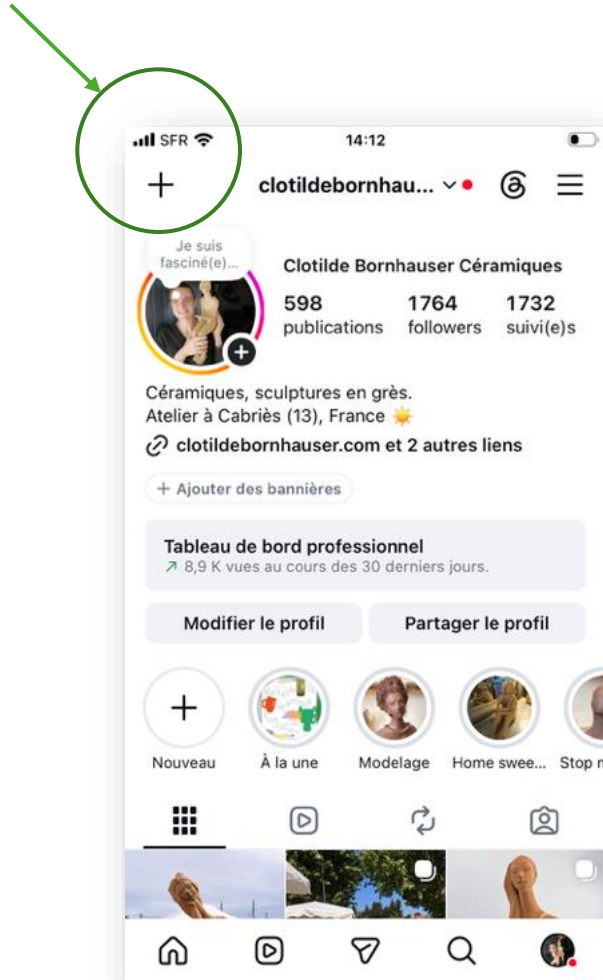 SFR
14:12
clotildebornhau...
Je suis
fasciné(e)...
Clotilde Bornhauser Céramiques
598 1764 1732
publications followers suivi(e)s
Céramiques, sculptures en grès.
Atelier à Cabriès (13), France ☀️
clotildebornhauser.com et 2 autres liens
+ Ajouter des bannières
Tableau de bord professionnel
8,9 K vues au cours des 30 derniers jours.
Modifier le profil Partager le profil
Nouveau À la une Modelage Home swee... Stop